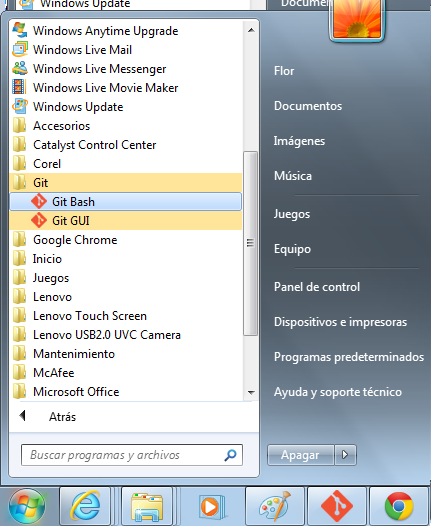 Windows Update
Documentos
Windows Anytime Upgrade
Windows Live Mail
Windows Live Messenger
Windows Live Movie Maker
Windows Update
Accesorios
Catalyst Control Center
Corel
Git
Git Bash
Git GUI
Google Chrome
Inicio
Juegos
Lenovo
Lenovo Touch Screen
Lenovo USB2.0 UVC Camera
Mantenimiento
McAfee
Microsoft Office
Atrás
Buscar programas y archivos
Flor
Documentos
Imágenes
Música
Juegos
Equipo
Panel de control
Dispositivos e impresoras
Programas predeterminados
Ayuda y soporte técnico
Apagar